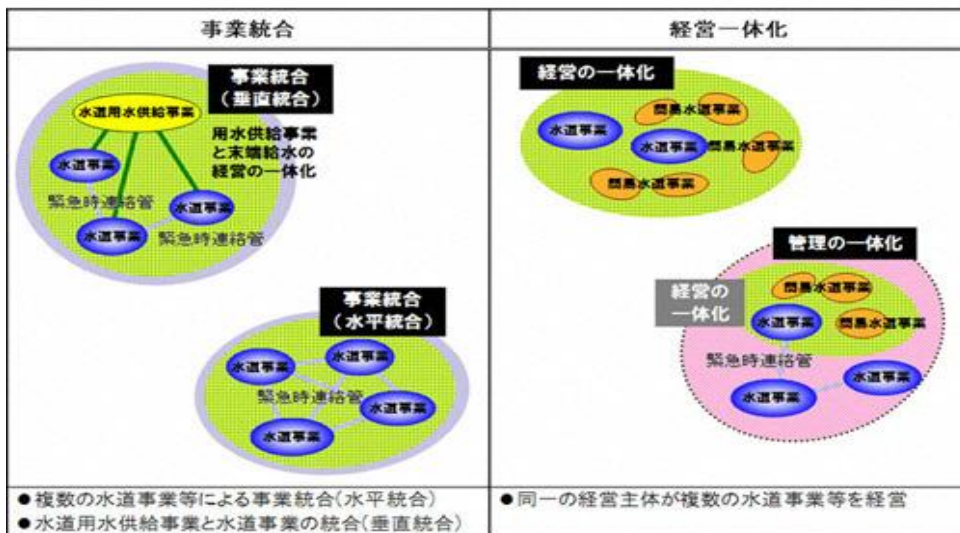 事業統合
経営一体化
事業統合
(垂直統合)
水道用水供給事業
用水供給事業
と末端給水の
経営の一体化
水道事業
緊急時連絡管
水道事業
水道事業
緊急時連絡管
事業統合
(水平統合)
水道事業
水道事業
緊急時連絡管
水道事業
水道事業
●複数の水道事業等による事業統合(水平統合)
●水道用水供給事業と水道事業の統合(垂直統合)
経営の一体化
簡易水道事業
水道事業
水道事業
簡易水道事業
簡易水道事業
管理の一体化
簡易水道事業
経営の
一体化
水道事業
簡易水道事業
緊急時連絡管
水道事業
水道事業
●同一の経営主体が複数の水道事業等を経営